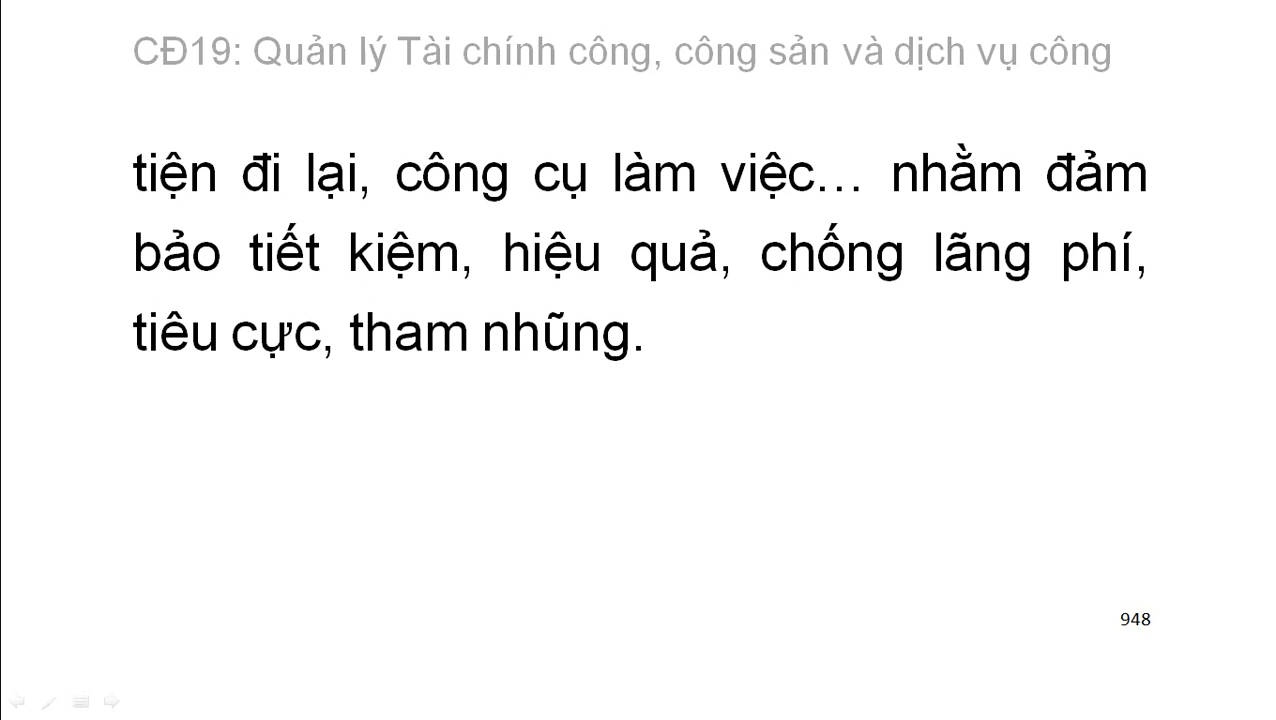 CĐ19: Quản lý Tài chính công, công sản và dịch vụ công
tiện đi lại, công cụ làm việc… nhằm đảm
bảo tiết kiệm, hiệu quả, chống lãng phí,
tiêu cực, tham nhũng.
948